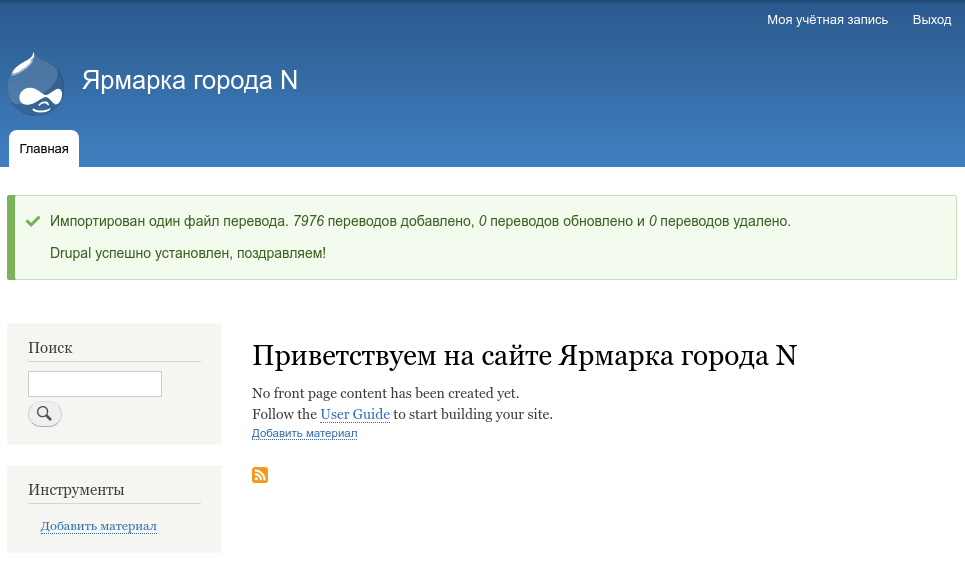 Моя учётная запись Выход
Ярмарка города N
Главная
Импортирован один файл перевода. 7976 переводов добавлено, 0 переводов обновлено и 0 переводов удалено.
Drupal успешно установлен, поздравляем!
Поиск
Инструменты
Добавить материал
Приветствуем на сайте Ярмарка города N
No front page content has been created yet.
Follow the User Guide to start building your site.
Добавить материал